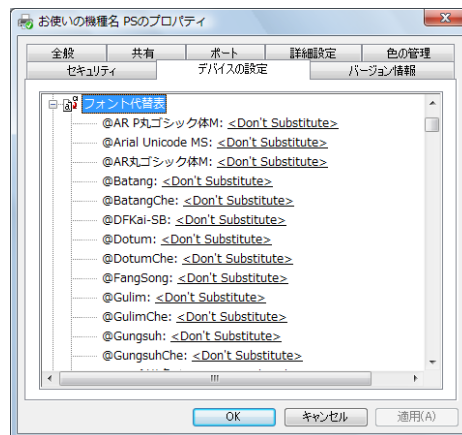 お使いの機種名 PSのプロパティ
全般 共有 ポート 詳細設定 色の管理
セキュリティ デバイスの設定 バージョン情報
フォント代替表
@AR P丸ゴシック体M: <Don't Substitute>
@Arial Unicode MS: <Don't Substitute>
@AR丸ゴシック体M: <Don't Substitute>
@Batang: <Don't Substitute>
@BatangChe: <Don't Substitute>
@DFKai-SB: <Don't Substitute>
@Dotum: <Don't Substitute>
@DotumChe: <Don't Substitute>
@FangSong: <Don't Substitute>
@Gulim: <Don't Substitute>
@GulimChe: <Don't Substitute>
@Gungsuh: <Don't Substitute>
@GungsuhChe: <Don't Substitute>
OK キャンセル 適用(A)